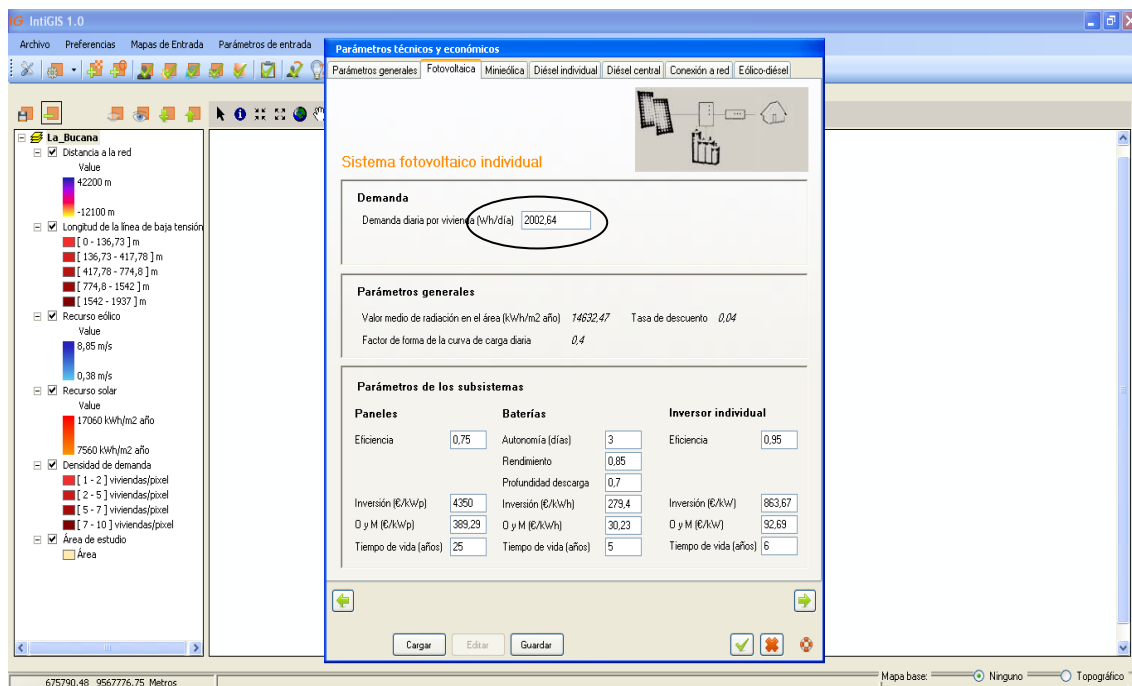 IG IntiGIS 1.0
Archivo Preferencias Mapas de Entrada Parámetros de entrada
La_Bucana
Distancia a la red
Value
42200 m
-12100 m
Longitud de la línea de baja tensión
[ 0 - 136,73 ] m
[ 136,73 - 417,78 ] m
[ 417,78 - 774,8 ] m
[ 774,8 - 1542 ] m
[ 1542 - 1937 ] m
Recurso eólico
Value
8,85 m/s
0,38 m/s
Recurso solar
Value
17060 kWh/m2 año
7560 kWh/m2 año
Densidad de demanda
[ 1 - 2 ] viviendas/pixel
[ 2 - 5 ] viviendas/pixel
[ 5 - 7 ] viviendas/pixel
[ 7 - 10 ] viviendas/pixel
Área de estudio
Área
Parámetros técnicos y económicos
Parámetros generales Fotovoltaica Minieólica Diésel individual Diésel central Conexión a red Eólico-diésel
Sistema fotovoltaico individual
Demanda
Demanda diaria por vivienda (Wh/día) 2002,64
Parámetros generales
Valor medio de radiación en el área (kWh/m2 año) 14632,47 Tasa de descuento 0,04
Factor de forma de la curva de carga diaria 0,4
Parámetros de los subsistemas
Paneles Baterías Inversor individual
Eficiencia 0,75 Autonomía (días) 3 Eficiencia 0,95
Rendimiento 0,85
Profundidad descarga 0,7
Inversión (€/kWp) 4350 Inversión (€/kWh) 279,4 Inversión (€/kW) 863,67
O y M (€/kWp) 389,29 O y M (€/kWh) 30,23 O y M (€/kW) 92,69
Tiempo de vida (años) 25 Tiempo de vida (años) 5 Tiempo de vida (años) 6
Cargar Editar Guardar
675790,48 9567776,75 Metros
Mapa base: Ninguno Topográfico